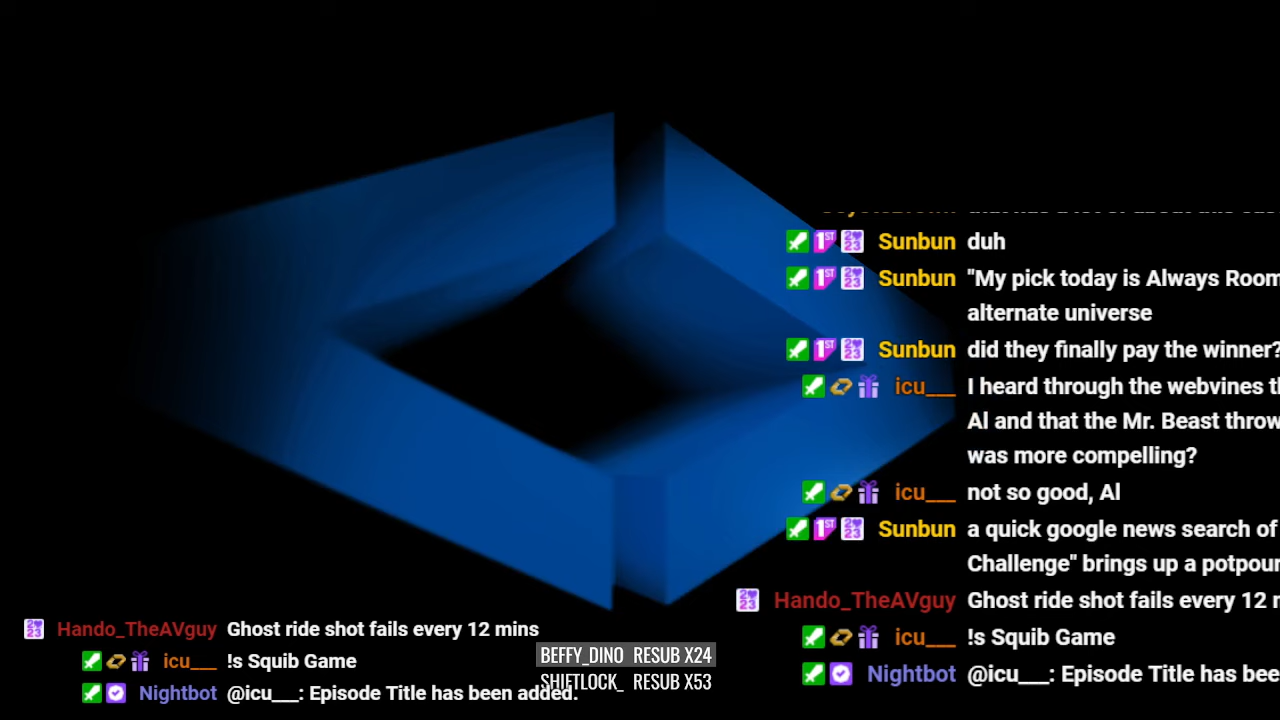 Sunbun duh
Sunbun "My pick today is Always Room
alternate universe
Sunbun did they finally pay the winner?
icu___ I heard through the webvines
Al and that the Mr. Beast throw
was more compelling?
icu___ not so good, Al
Sunbun a quick google news search of
Challenge" brings up a
Hando_TheAVguy Ghost ride shot fails every 12
icu___ !s Squib Game
Nightbot @icu___: Episode Title has
Hando_TheAVguy Ghost ride shot fails every 12 mins
icu___ !s Squib Game
Nightbot @icu___: Episode Title has been added.
BEFFY_DINO RESUB X24
SHIFTLOCK_ RESUB X53